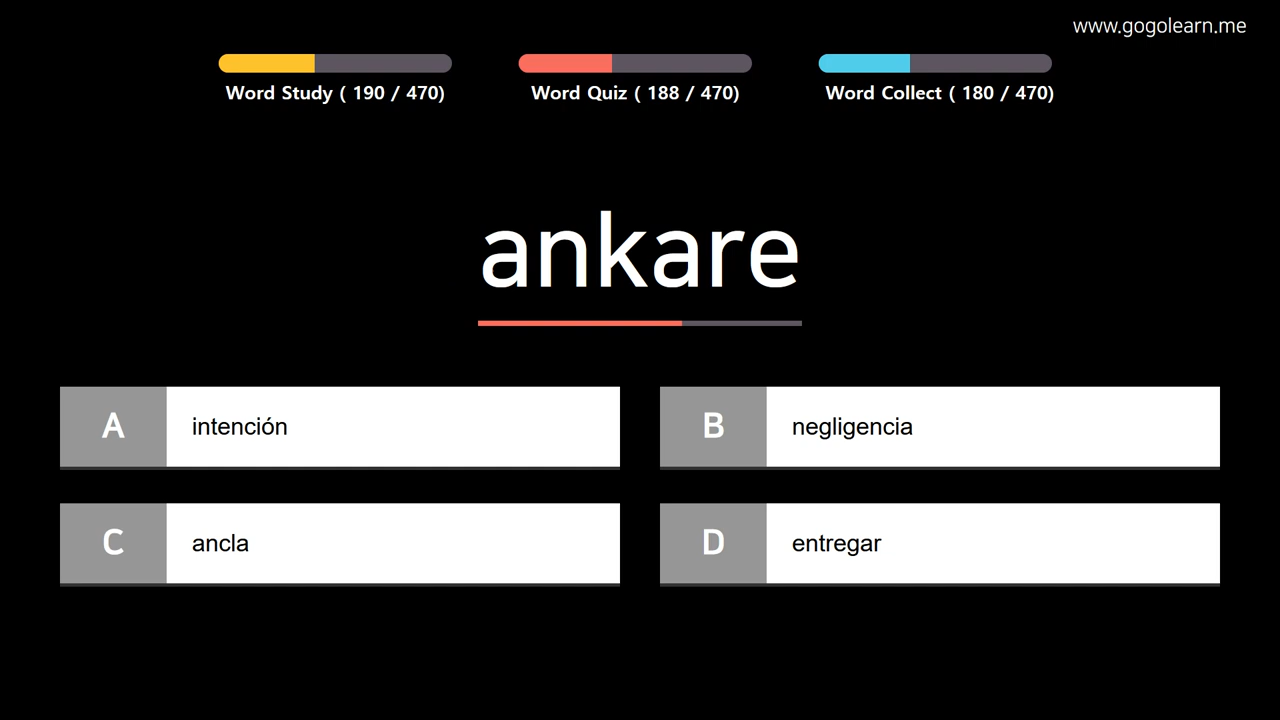 www.gogolearn.me
Word Study ( 190 / 470)
Word Quiz ( 188 / 470)
Word Collect ( 180 / 470)
ankare
A
intención
B
negligencia
C
ancla
D
entregar